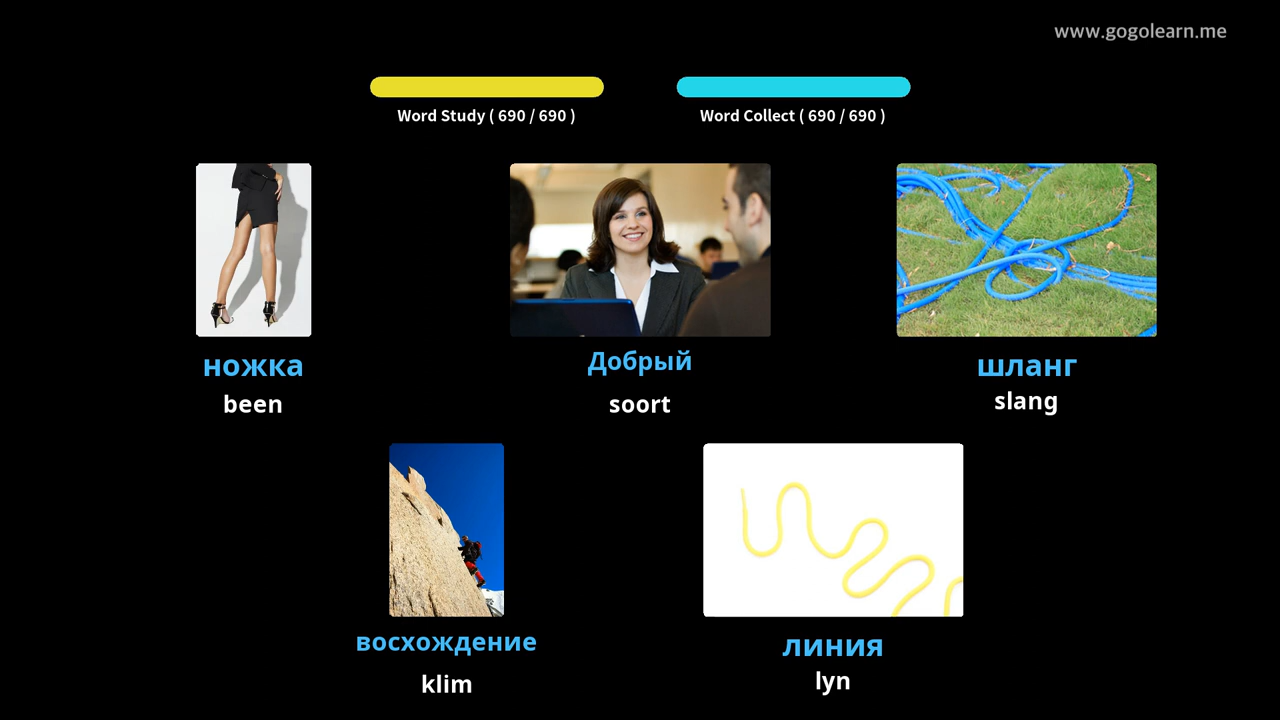 www.gogolearn.me
Word Study ( 690 / 690 )
Word Collect ( 690 / 690 )
ножка
been
Добрый
soort
шланг
slang
восхождение
klim
линия
lyn